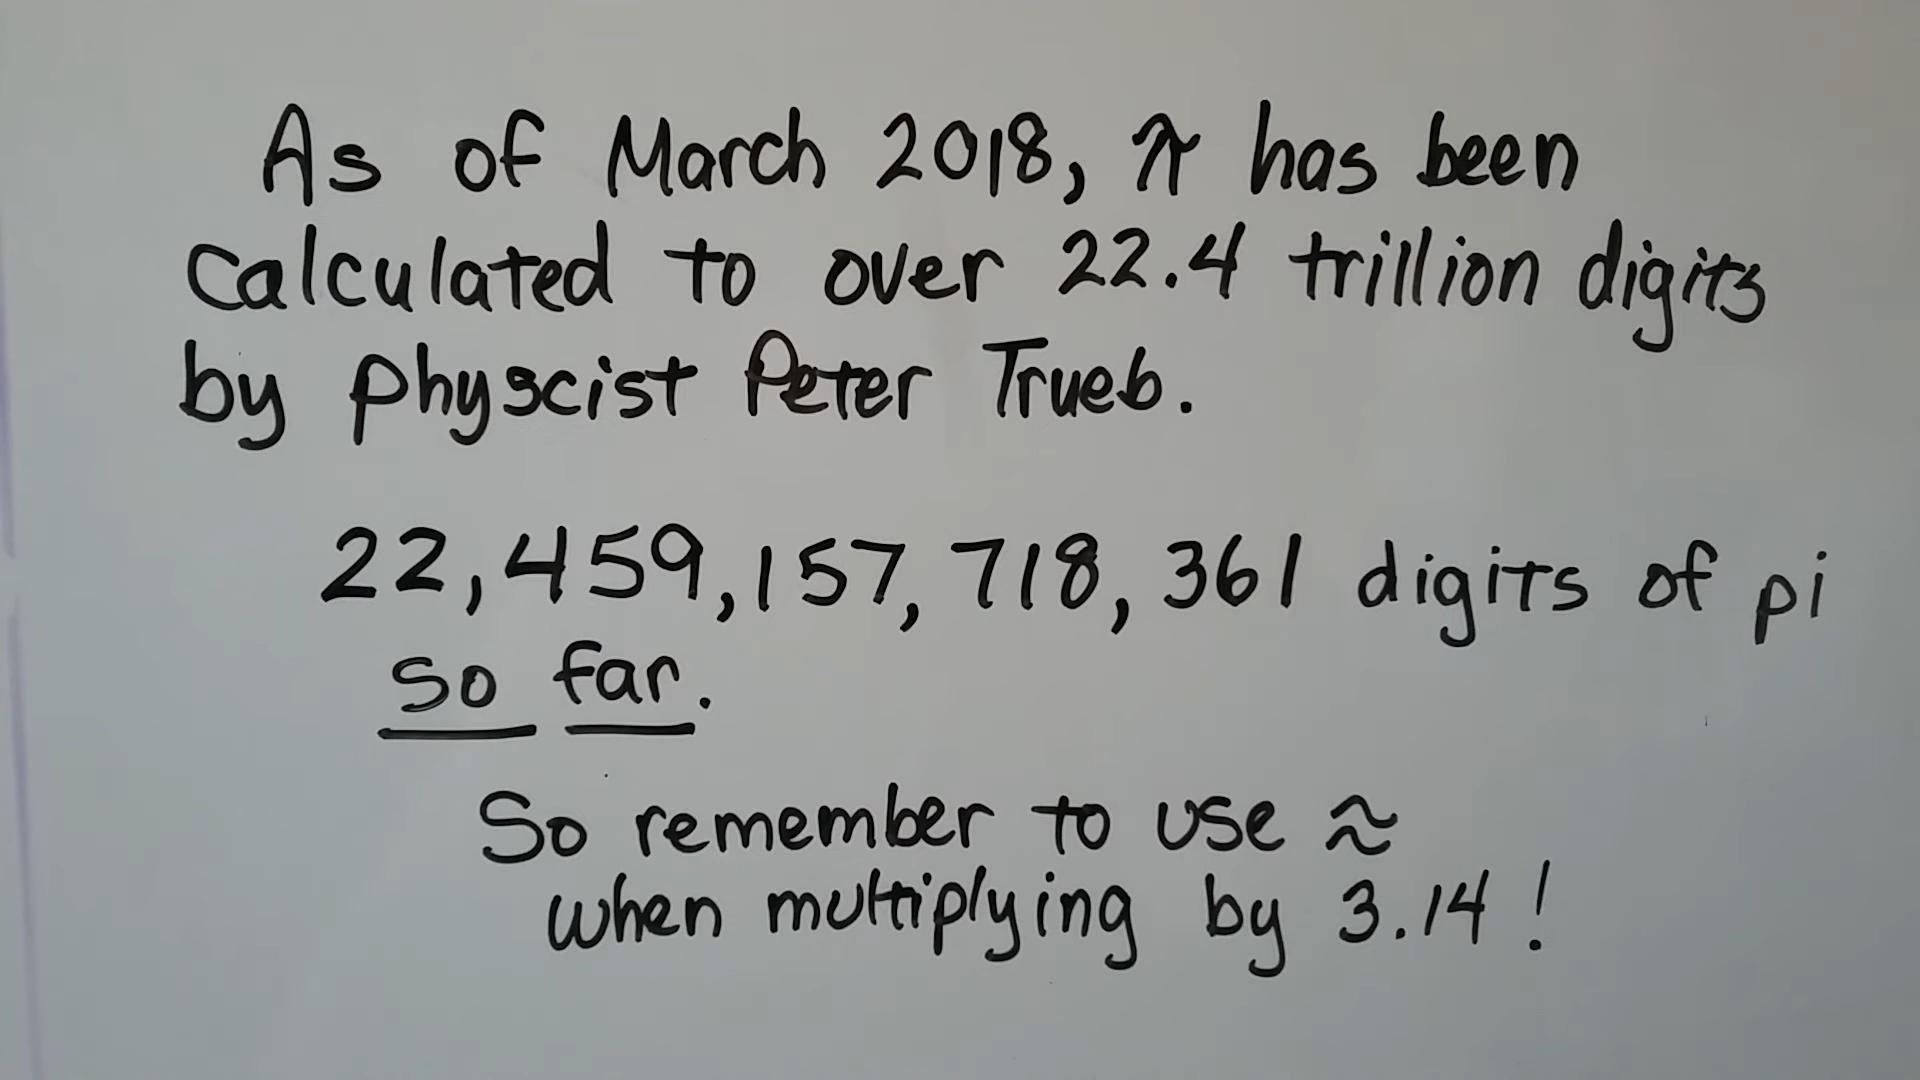 As of March 2018, π has been
calculated to over 22.4 trillion digits
by physcist Peter Trueb.
22,459,157,718,361 digits of pi
so far.
So remember to use ≈
when multiplying by 3.14!